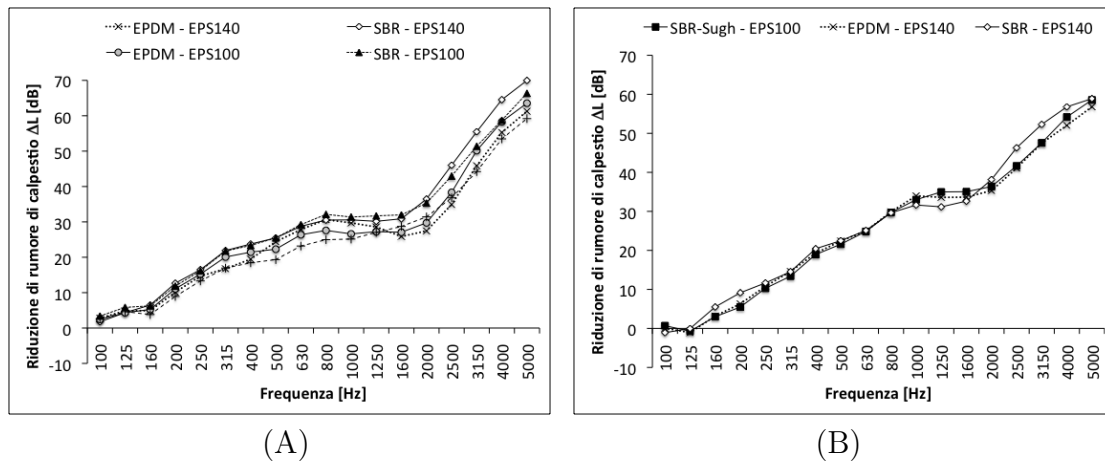 EPDM - EPS140 SBR - EPS140
EPDM - EPS100 SBR - EPS100
Riduzione di rumore di calpestio ΔL [dB]
70
60
50
40
30
20
10
0
-10
100 125 160 200 250 315 400 500 630 800 1000 1250 1600 2000 2500 3150 4000 5000
Frequenza [Hz]
(A)
SBR-Sugh - EPS100 EPDM - EPS140 SBR - EPS140
Riduzione di rumore di calpestio ΔL [dB]
70
60
50
40
30
20
10
0
-10
100 125 160 200 250 315 400 500 630 800 1000 1250 1600 2000 2500 3150 4000 5000
Frequenza [Hz]
(B)